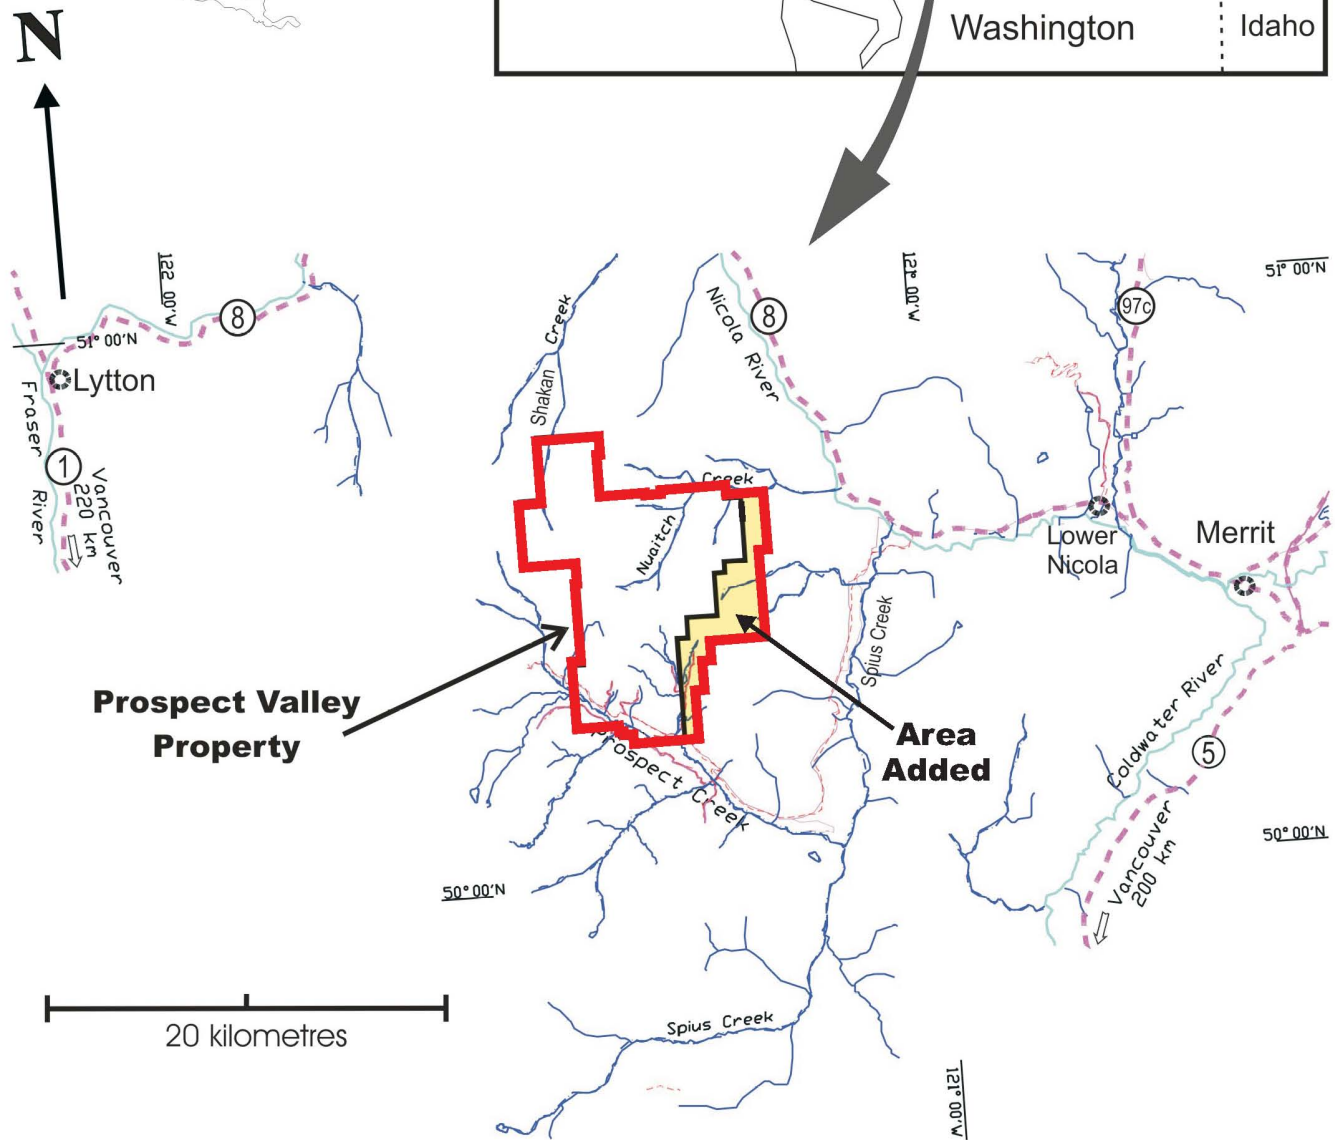 N
Washington
Idaho
122 00'W
121° 00'W
51° 00'N
8
51° 00'N
Lytton
Fraser
River
1
Vancouver
220 km
Shakan
Creek
Nicola River
8
97c
Creek
Nuaitch
Lower
Nicola
Merrit
Spius Creek
Prospect Valley
Property
Area
Added
Prospect Creek
Coldwater River
5
Vancouver
200 km
50° 00'N
50° 00'N
20 kilometres
Spius Creek
121° 00'W